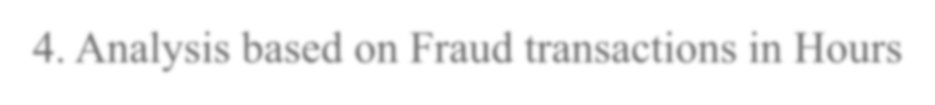 4. Analysis based on Fraud transactions in Hours